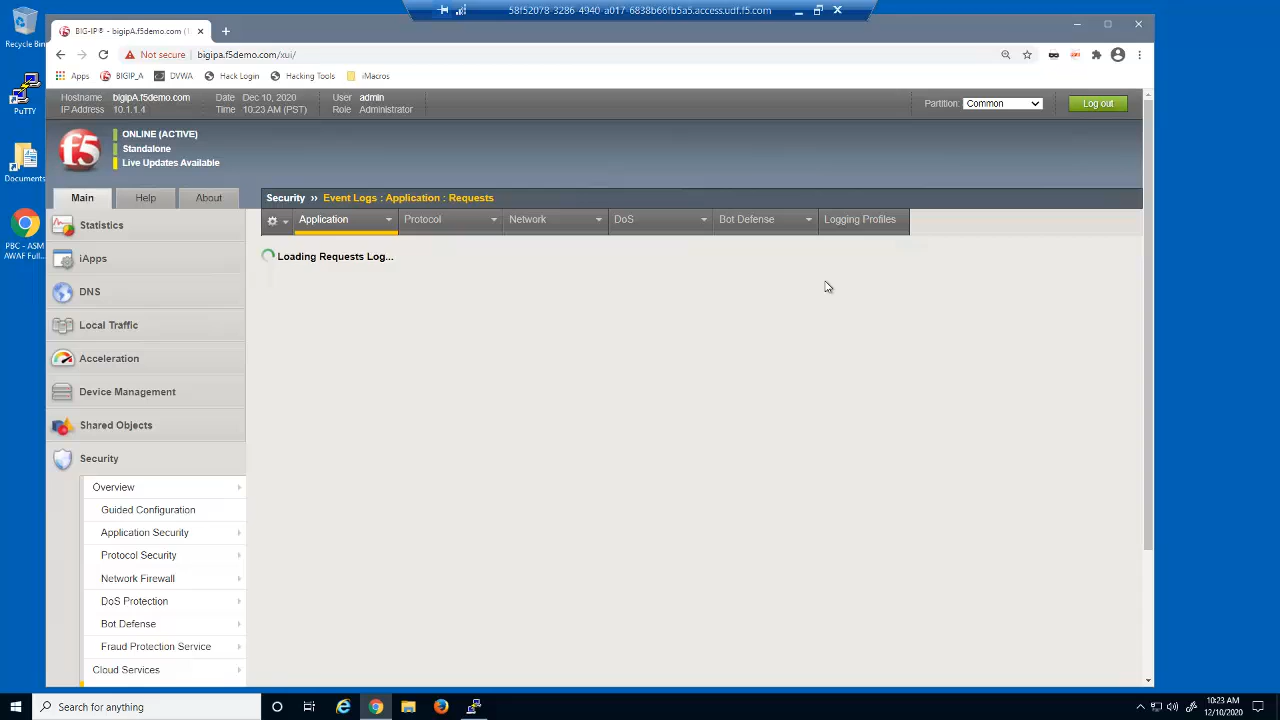 58f52078-3286-4940-a017-6838b66fb5a5.access.udf.f5.com
Recycle Bin
PuTTY
Documents
PBC - ASM
AWAF Full...
BIG-IP® - bigipA.f5demo.com (1
Not secure
bigipa.f5demo.com/xui/
Apps
BIGIP_A
DVWA
Hack Login
Hacking Tools
iMacros
Hostname bigipA.f5demo.com
IP Address 10.1.1.4
Date Dec 10, 2020
Time 10:23 AM (PST)
User admin
Role Administrator
Partition: Common
Log out
f5
ONLINE (ACTIVE)
Standalone
Live Updates Available
Main
Help
About
Security ›› Event Logs : Application : Requests
Application
Protocol
Network
DoS
Bot Defense
Logging Profiles
Loading Requests Log...
Statistics
iApps
DNS
Local Traffic
Acceleration
Device Management
Shared Objects
Security
Overview
Guided Configuration
Application Security
Protocol Security
Network Firewall
DoS Protection
Bot Defense
Fraud Protection Service
Cloud Services
Search for anything
10:23 AM
12/10/2020